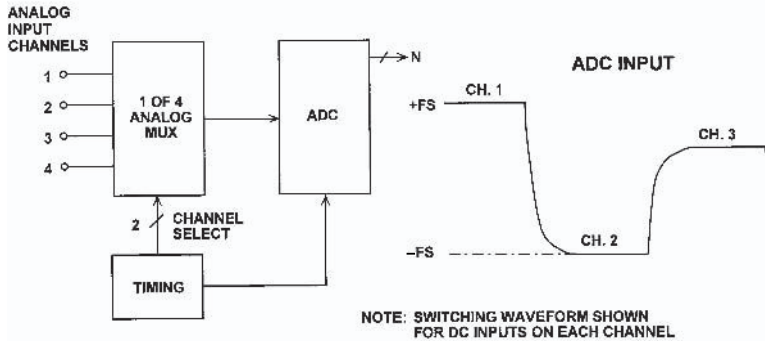 ANALOG
INPUT
CHANNELS
1
2
3
4
1 OF 4
ANALOG
MUX
ADC
N
2
CHANNEL
SELECT
TIMING
ADC INPUT
CH. 1
+FS
CH. 3
CH. 2
–FS
NOTE: SWITCHING WAVEFORM SHOWN
FOR DC INPUTS ON EACH CHANNEL